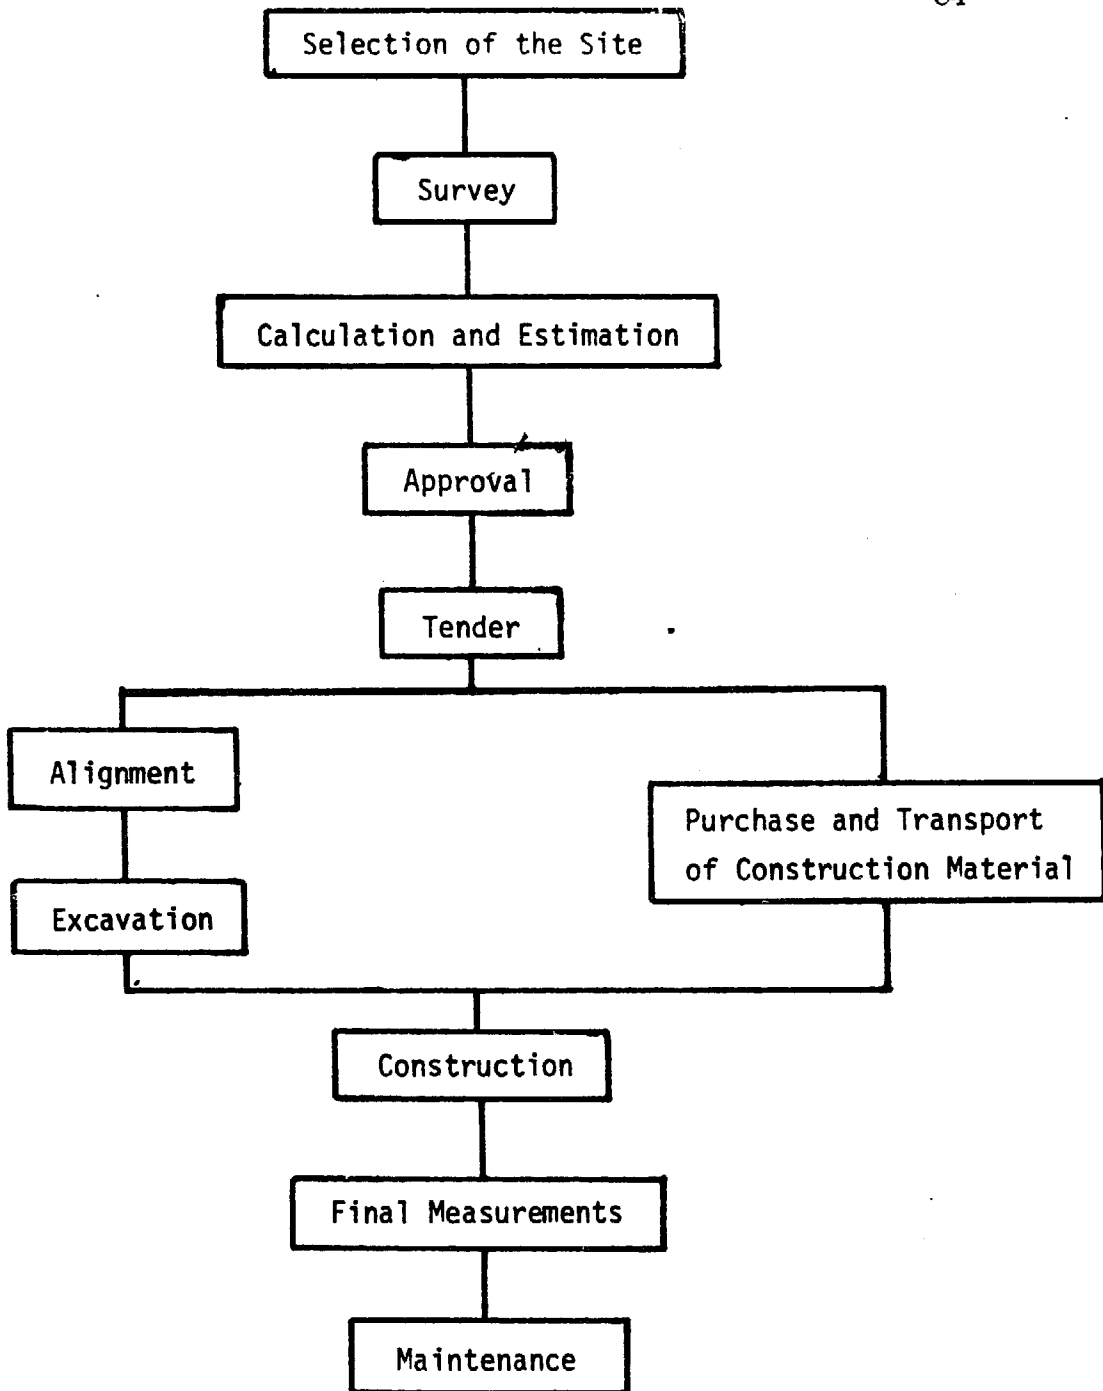 Selection of the Site
Survey
Calculation and Estimation
Approval
Tender
Alignment
Purchase and Transport
of Construction Material
Excavation
Construction
Final Measurements
Maintenance